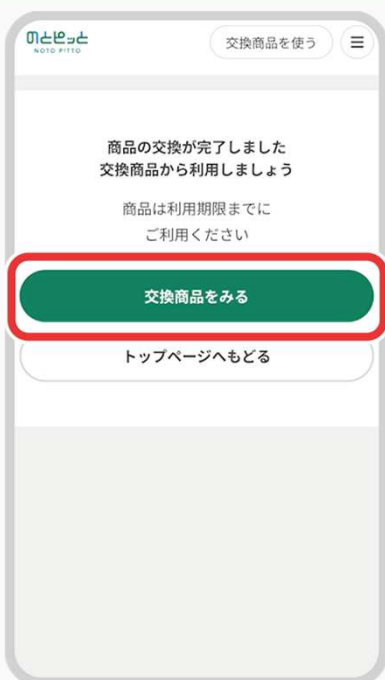 のとピっと
NOTO PITTO
交換商品を使う
商品の交換が完了しました
交換商品から利用しましょう
商品は利用期限までに
ご利用ください
交換商品をみる
トップページへもどる